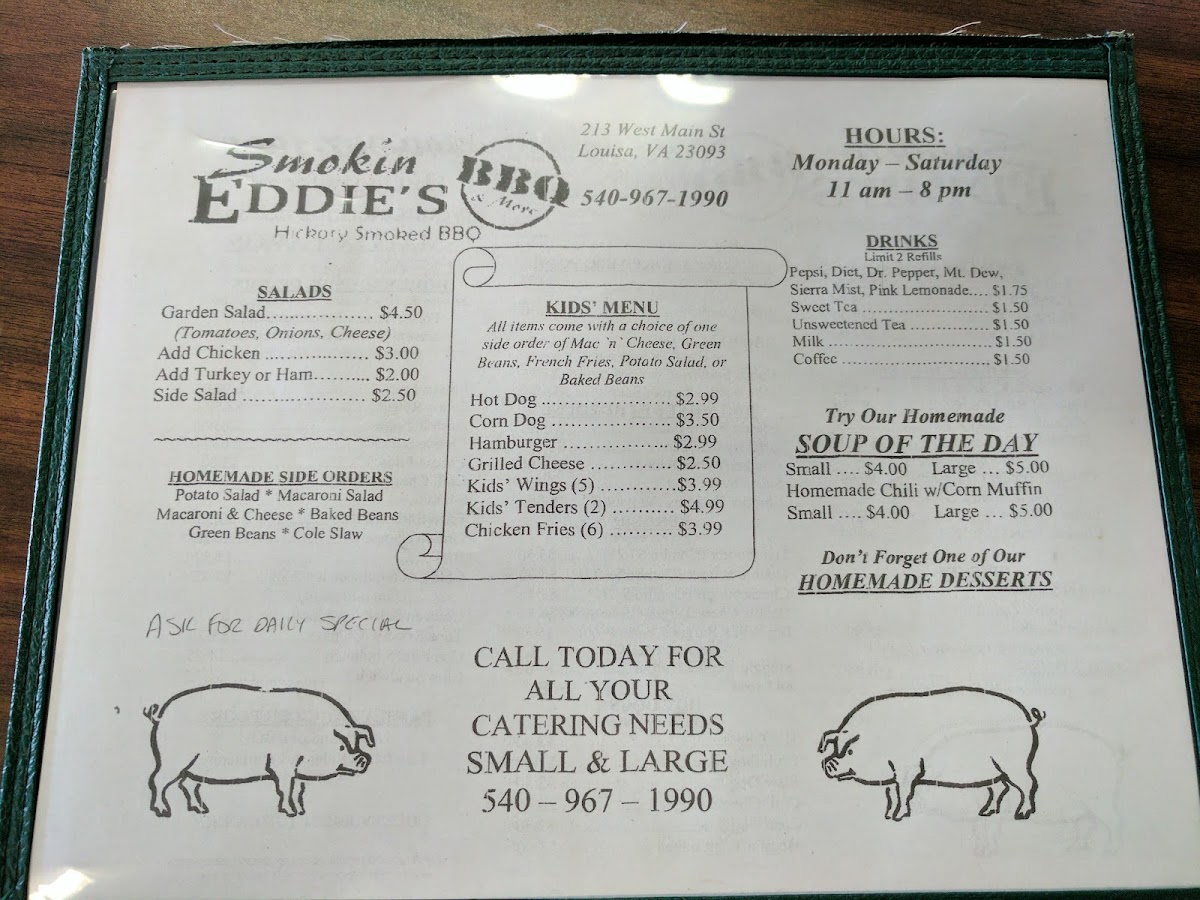 Smokin
EDDIE'S
BBQ
& More
Hickory Smoked BBQ
213 West Main St
Louisa, VA 23093
540-967-1990
HOURS:
Monday – Saturday
11 am – 8 pm
SALADS
Garden Salad.................. $4.50
(Tomatoes, Onions, Cheese)
Add Chicken .................. $3.00
Add Turkey or Ham......... $2.00
Side Salad ..................... $2.50
HOMEMADE SIDE ORDERS
Potato Salad * Macaroni Salad
Macaroni & Cheese * Baked Beans
Green Beans * Cole Slaw
KIDS' MENU
All items come with a choice of one
side order of Mac 'n' Cheese, Green
Beans, French Fries, Potato Salad, or
Baked Beans
Hot Dog ...................... $2.99
Corn Dog .................... $3.50
Hamburger .................. $2.99
Grilled Cheese ............. $2.50
Kids' Wings (5) ............$3.99
Kids' Tenders (2) .......... $4.99
Chicken Fries (6) .......... $3.99
DRINKS
Limit 2 Refills
Pepsi, Diet, Dr. Pepper, Mt. Dew,
Sierra Mist, Pink Lemonade.... $1.75
Sweet Tea ............................ $1.50
Unsweetened Tea .................. $1.50
Milk .................................... $1.50
Coffee .................................. $1.50
Try Our Homemade
SOUP OF THE DAY
Small .... $4.00 Large ... $5.00
Homemade Chili w/Corn Muffin
Small .... $4.00 Large ... $5.00
Don't Forget One of Our
HOMEMADE DESSERTS
ASK FOR DAILY SPECIAL
CALL TODAY FOR
ALL YOUR
CATERING NEEDS
SMALL & LARGE
540 – 967 – 1990